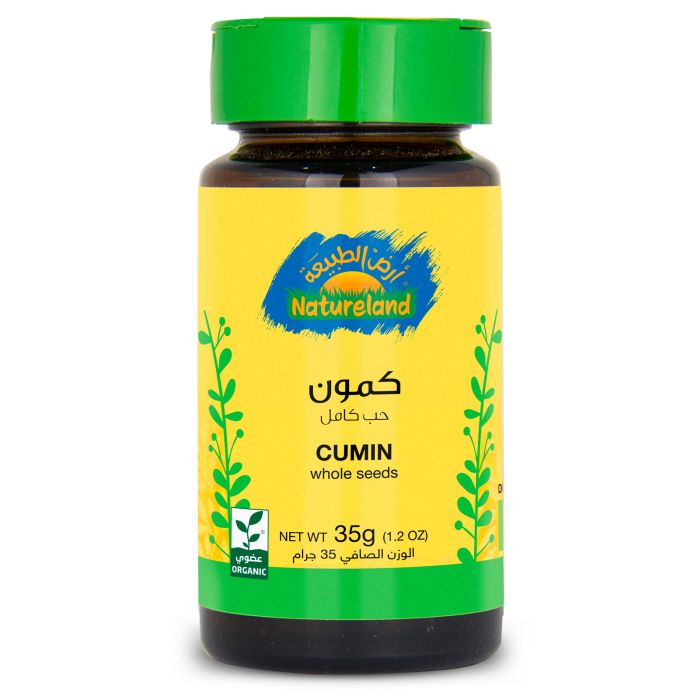 أرض الطبيعة
Natureland
كمون
حب كامل
CUMIN
whole seeds
عضوي
ORGANIC
NET WT 35g (1.2 OZ)
الوزن الصافي 35 جرام